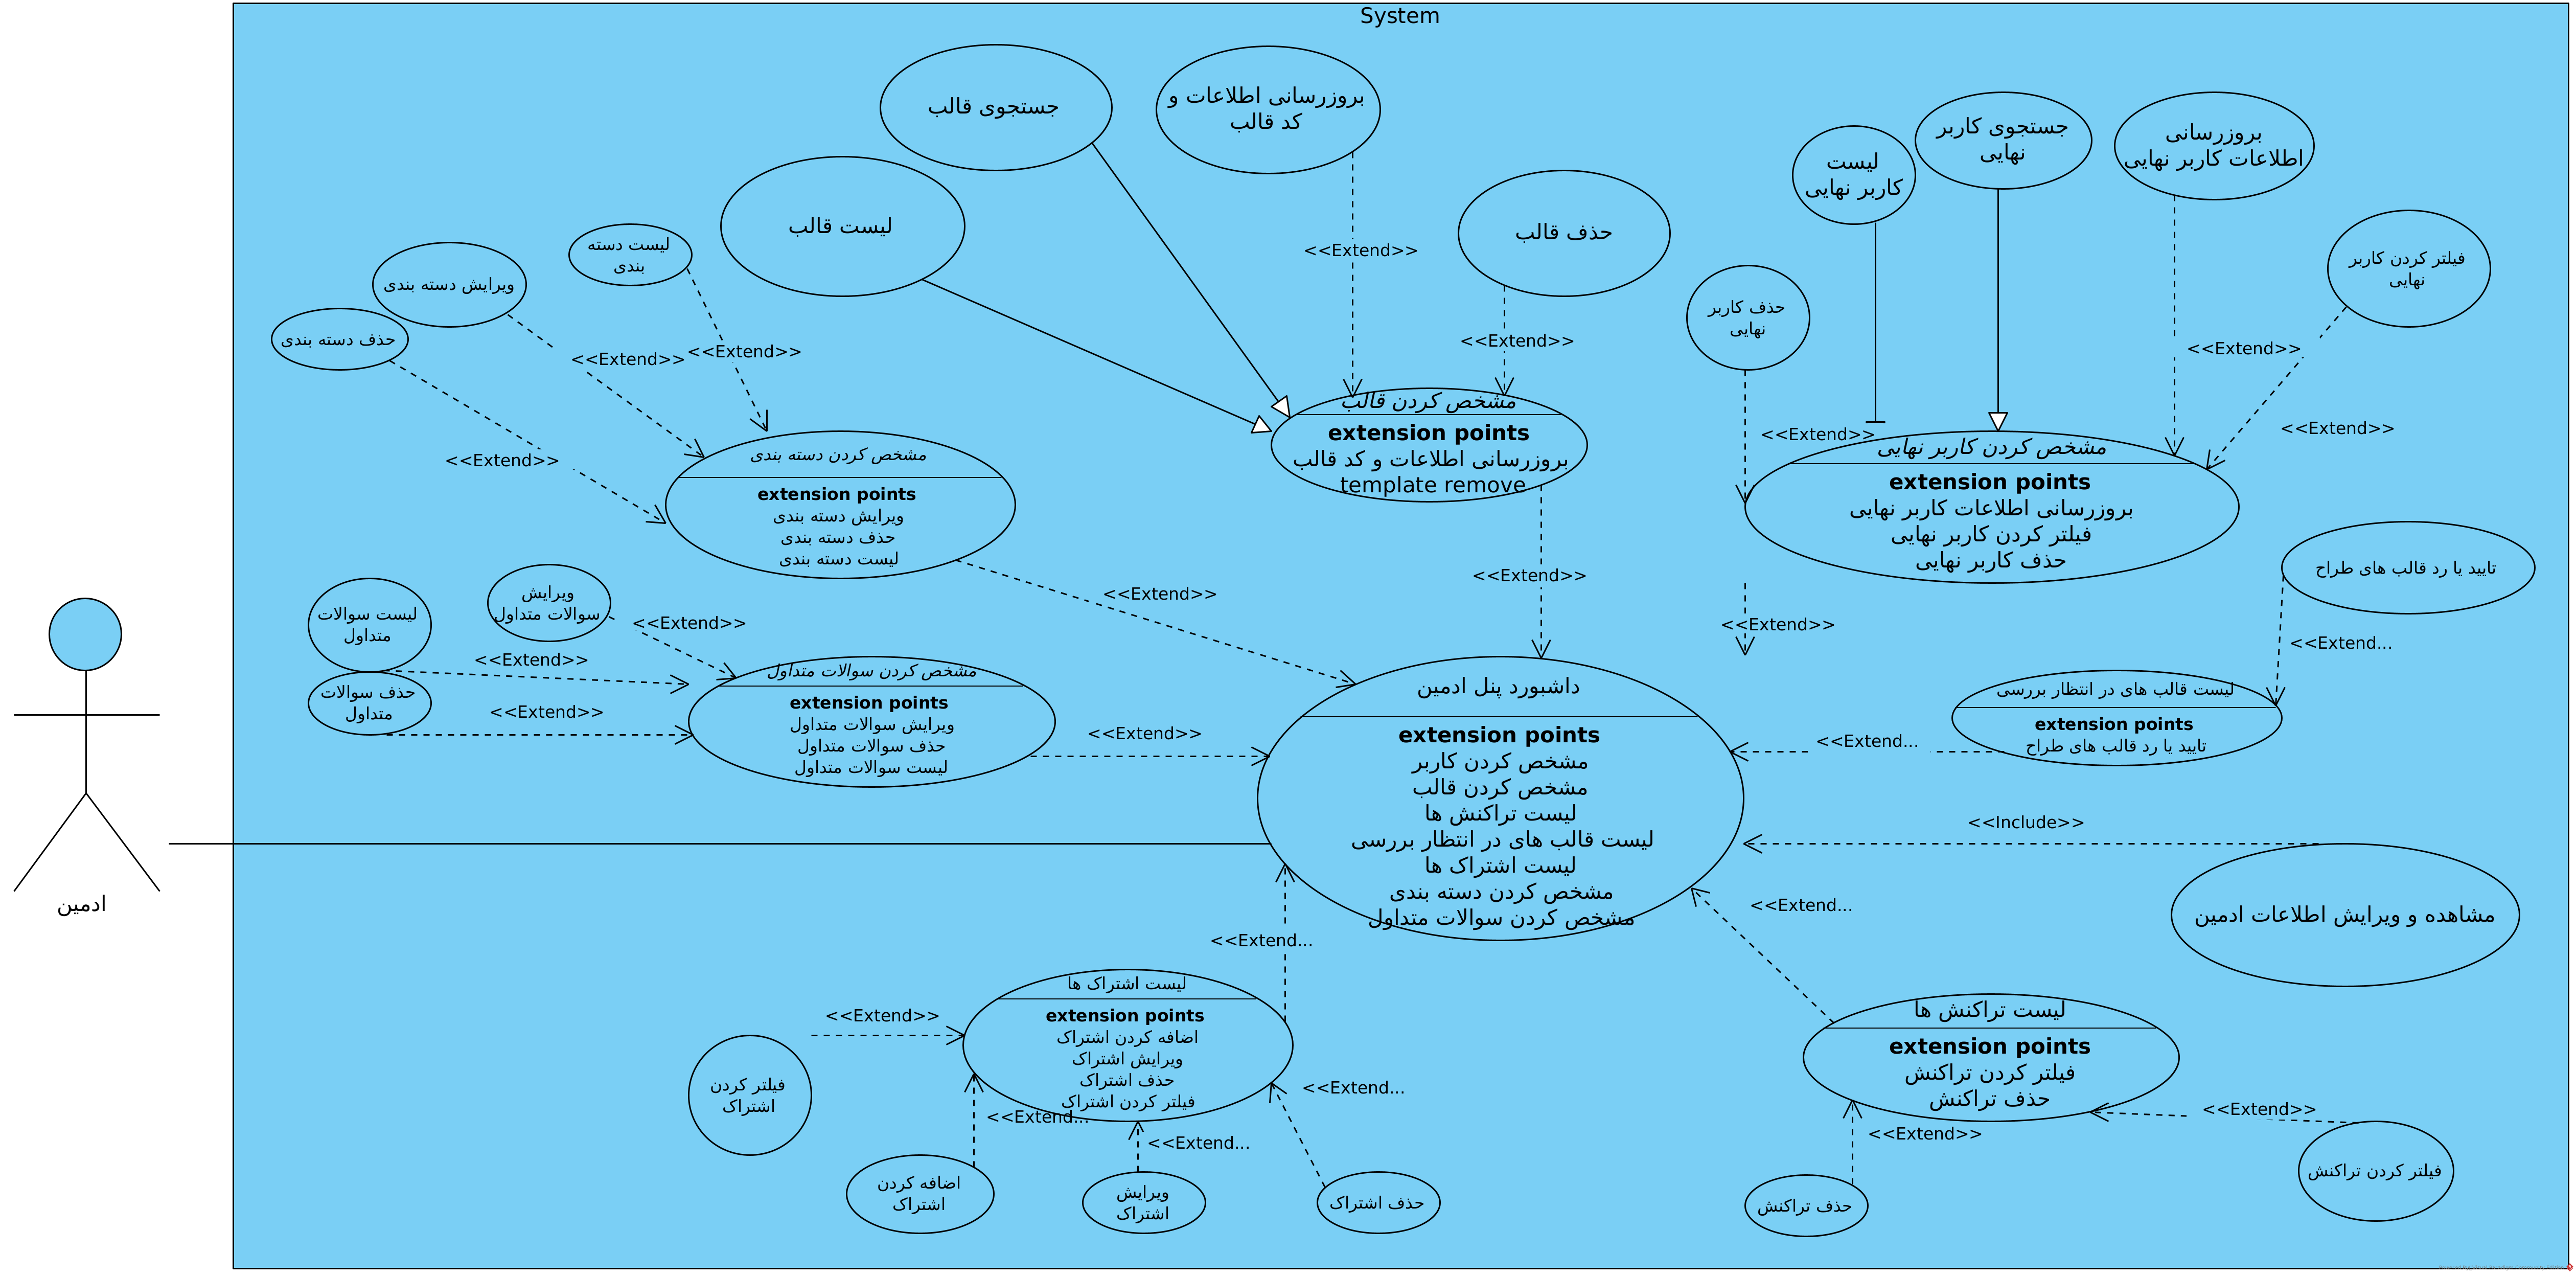 System
جستجوی قالب
بروزرسانی اطلاعات و
کد قالب
لیست قالب
حذف قالب
<<Extend>>
<<Extend>>
لیست
کاربر نهایی
جستجوی کاربر
نهایی
بروزرسانی
اطلاعات کاربر نهایی
فیلتر کردن کاربر
نهایی
حذف کاربر
نهایی
<<Extend>>
<<Extend>>
<<Extend>>
لیست دسته
بندی
ویرایش دسته بندی
حذف دسته بندی
<<Extend>>
<<Extend>>
<<Extend>>
مشخص کردن قالب
extension points
بروزرسانی اطلاعات و کد قالب
template remove
مشخص کردن کاربر نهایی
extension points
بروزرسانی اطلاعات کاربر نهایی
فیلتر کردن کاربر نهایی
حذف کاربر نهایی
مشخص کردن دسته بندی
extension points
ویرایش دسته بندی
حذف دسته بندی
لیست دسته بندی
<<Extend>>
<<Extend>>
<<Extend>>
تایید یا رد قالب های طراح
<<Extend...
لیست قالب های در انتظار بررسی
extension points
تایید یا رد قالب های طراح
<<Extend...
لیست سوالات
متداول
ویرایش
سوالات متداول
حذف سوالات
متداول
<<Extend>>
<<Extend>>
<<Extend>>
مشخص کردن سوالات متداول
extension points
ویرایش سوالات متداول
حذف سوالات متداول
لیست سوالات متداول
<<Extend>>
داشبورد پنل ادمین
extension points
مشخص کردن کاربر
مشخص کردن قالب
لیست تراکنش ها
لیست قالب های در انتظار بررسی
لیست اشتراک ها
مشخص کردن دسته بندی
مشخص کردن سوالات متداول
<<Include>>
مشاهده و ویرایش اطلاعات ادمین
ادمین
<<Extend...
<<Extend...
لیست اشتراک ها
extension points
اضافه کردن اشتراک
ویرایش اشتراک
حذف اشتراک
فیلتر کردن اشتراک
<<Extend>>
فیلتر کردن
اشتراک
<<Extend...
<<Extend...
<<Extend...
اضافه کردن
اشتراک
ویرایش
اشتراک
حذف اشتراک
لیست تراکنش ها
extension points
فیلتر کردن تراکنش
حذف تراکنش
<<Extend>>
<<Extend>>
حذف تراکنش
فیلتر کردن تراکنش